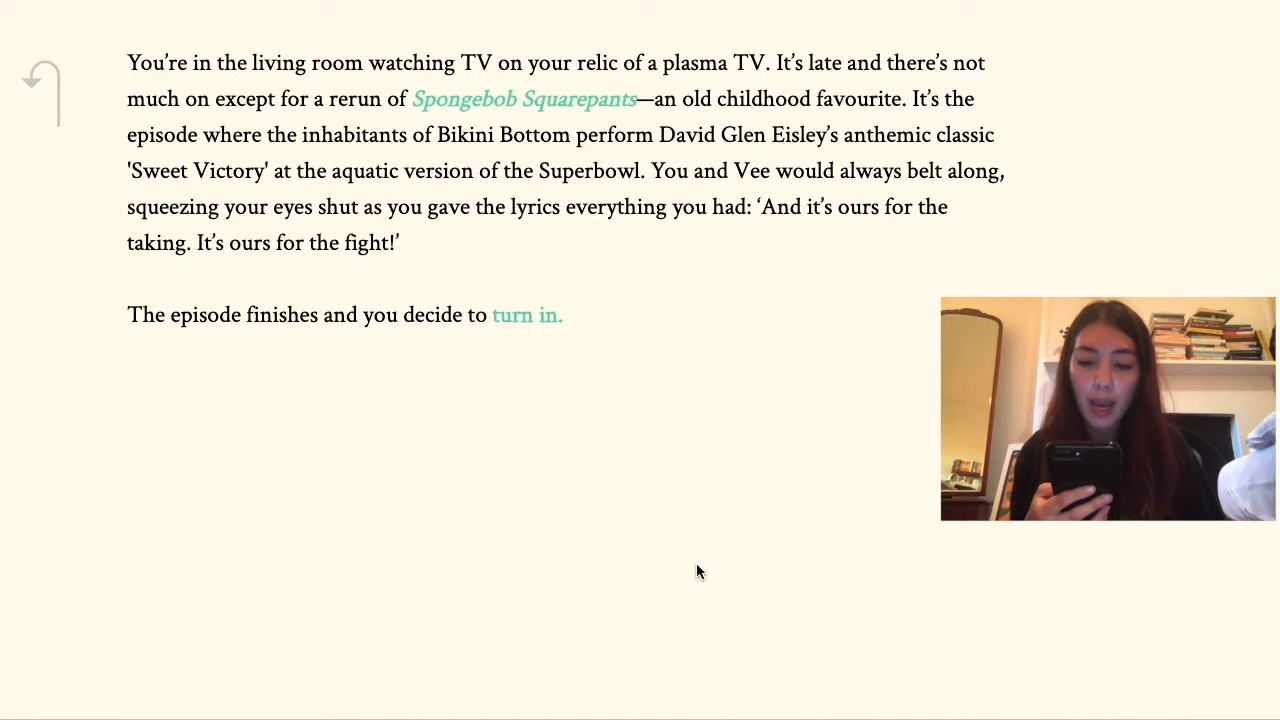 You’re in the living room watching TV on your relic of a plasma TV. It’s late and there’s not
much on except for a rerun of Spongebob Squarepants—an old childhood favourite. It’s the
episode where the inhabitants of Bikini Bottom perform David Glen Eisley’s anthemic classic
'Sweet Victory' at the aquatic version of the Superbowl. You and Vee would always belt along,
squeezing your eyes shut as you gave the lyrics everything you had: ‘And it’s ours for the
taking. It’s ours for the fight!’
The episode finishes and you decide to turn in.